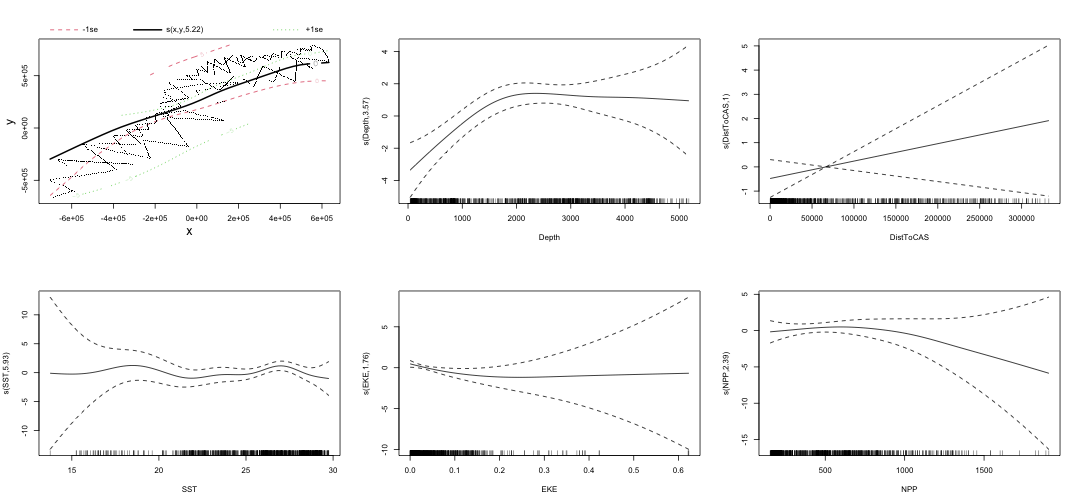 -1se s(x,y,5.22) +1se
y
5e+05
0e+00
-5e+05
-6e+05 -4e+05 -2e+05 0e+00 2e+05 4e+05 6e+05
x
s(Depth,3.57)
4
2
0
-2
-4
0 1000 2000 3000 4000 5000
Depth
s(DistToCAS,1)
5
4
3
2
1
0
-1
0 50000 100000 150000 200000 250000 300000
DistToCAS
s(SST,5.93)
10
5
0
-5
-10
15 20 25 30
SST
s(EKE,1.76)
5
0
-5
-10
0.0 0.1 0.2 0.3 0.4 0.5 0.6
EKE
s(NPP,2.39)
5
0
-5
-10
-15
500 1000 1500
NPP